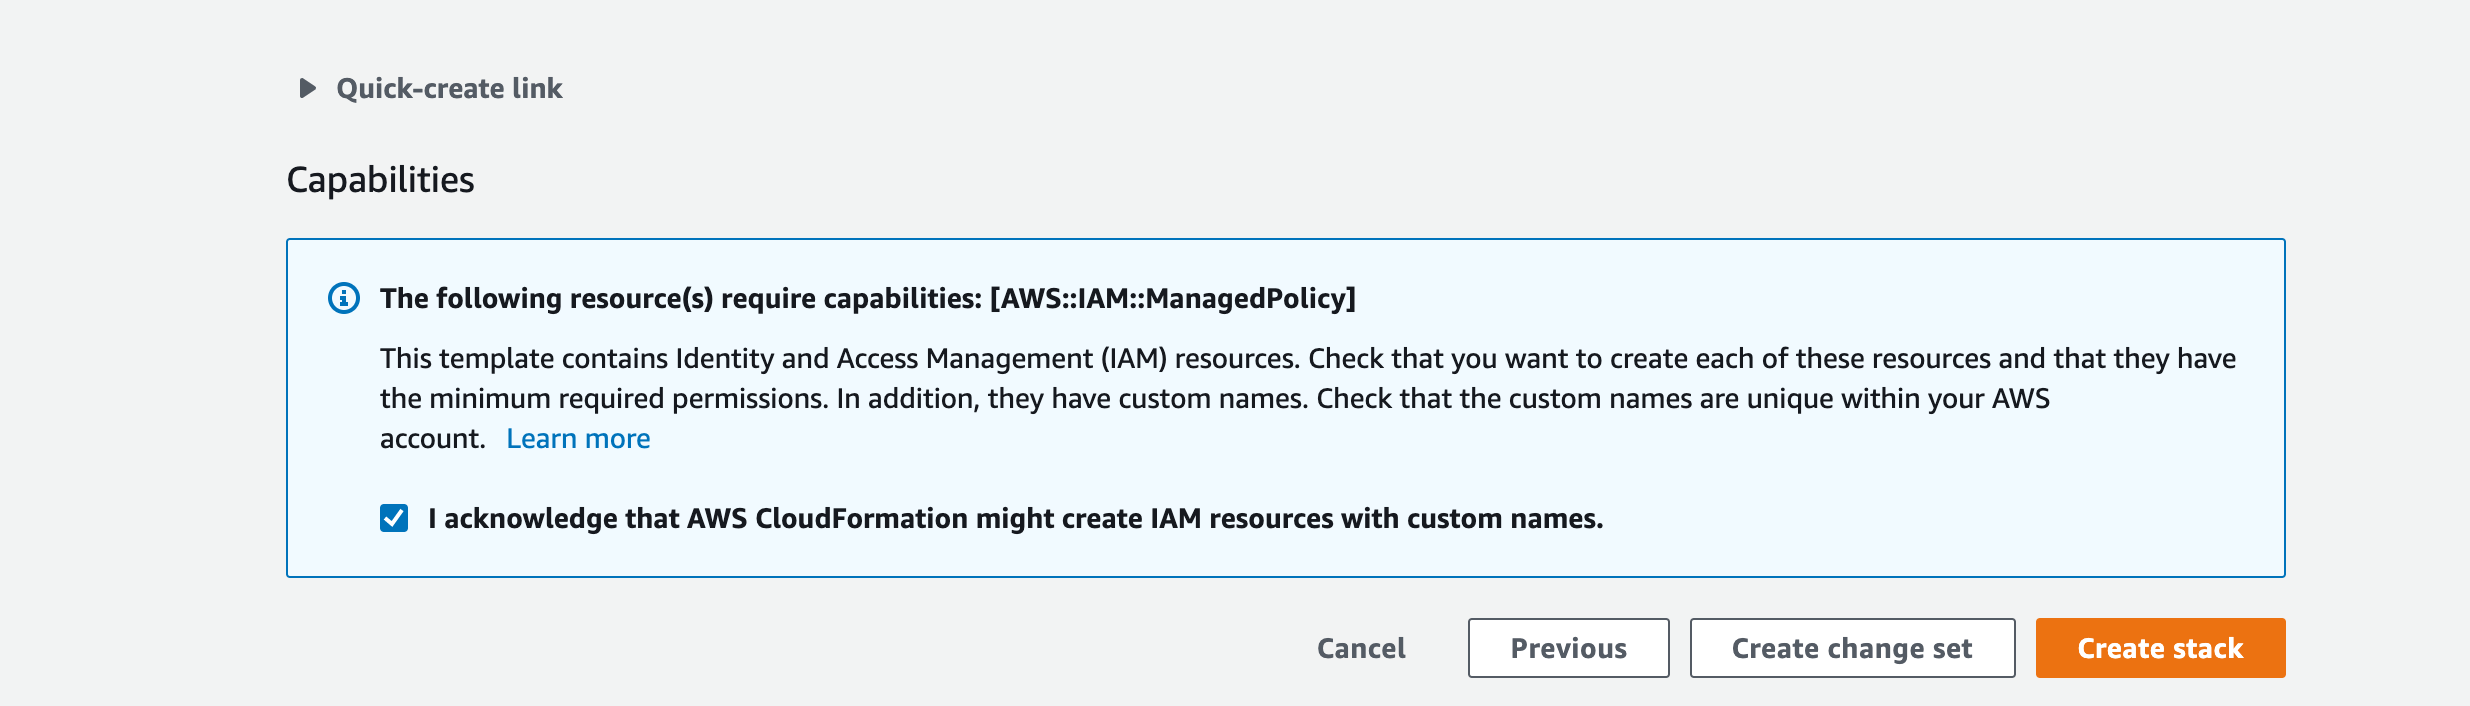 Quick-create link
Capabilities
The following resource(s) require capabilities: [AWS::IAM::ManagedPolicy]
This template contains Identity and Access Management (IAM) resources. Check that you want to create each of these resources and that they have
the minimum required permissions. In addition, they have custom names. Check that the custom names are unique within your AWS
account. Learn more
I acknowledge that AWS CloudFormation might create IAM resources with custom names.
Cancel Previous Create change set Create stack